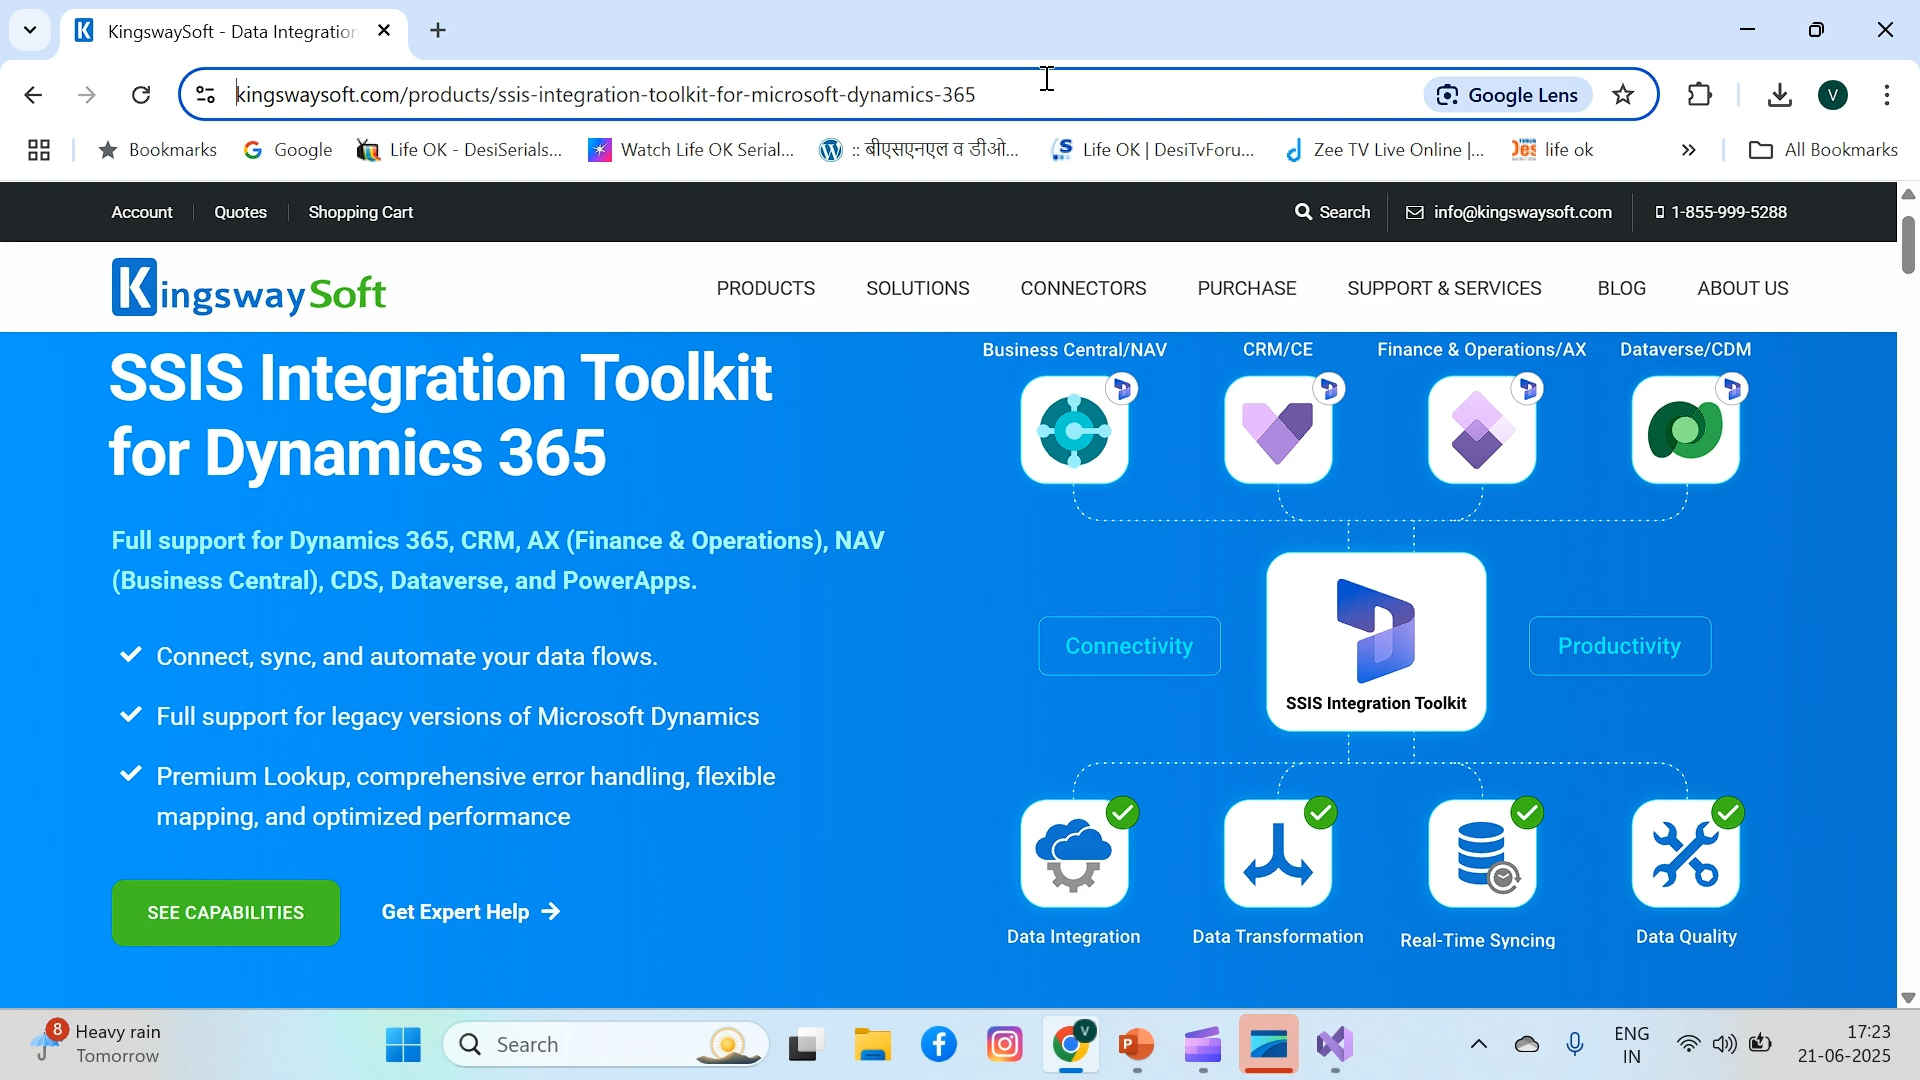 KingswaySoft - Data Integration
kingswaysoft.com/products/ssis-integration-toolkit-for-microsoft-dynamics-365
Google Lens
V
Bookmarks
Google
Life OK - DesiSerials...
Watch Life OK Serial...
:: बीएसएनएल व डीओ...
Life OK | DesiTvForu...
Zee TV Live Online |...
life ok
All Bookmarks
Account
Quotes
Shopping Cart
Search
info@kingswaysoft.com
1-855-999-5288
KingswaySoft
PRODUCTS
SOLUTIONS
CONNECTORS
PURCHASE
SUPPORT & SERVICES
BLOG
ABOUT US
SSIS Integration Toolkit
for Dynamics 365
Full support for Dynamics 365, CRM, AX (Finance & Operations), NAV
(Business Central), CDS, Dataverse, and PowerApps.
Connect, sync, and automate your data flows.
Full support for legacy versions of Microsoft Dynamics
Premium Lookup, comprehensive error handling, flexible
mapping, and optimized performance
SEE CAPABILITIES
Get Expert Help
Business Central/NAV
CRM/CE
Finance & Operations/AX
Dataverse/CDM
Connectivity
SSIS Integration Toolkit
Productivity
Data Integration
Data Transformation
Real-Time Syncing
Data Quality
8
Heavy rain
Tomorrow
Search
V
P
ENG
IN
17:23
21-06-2025